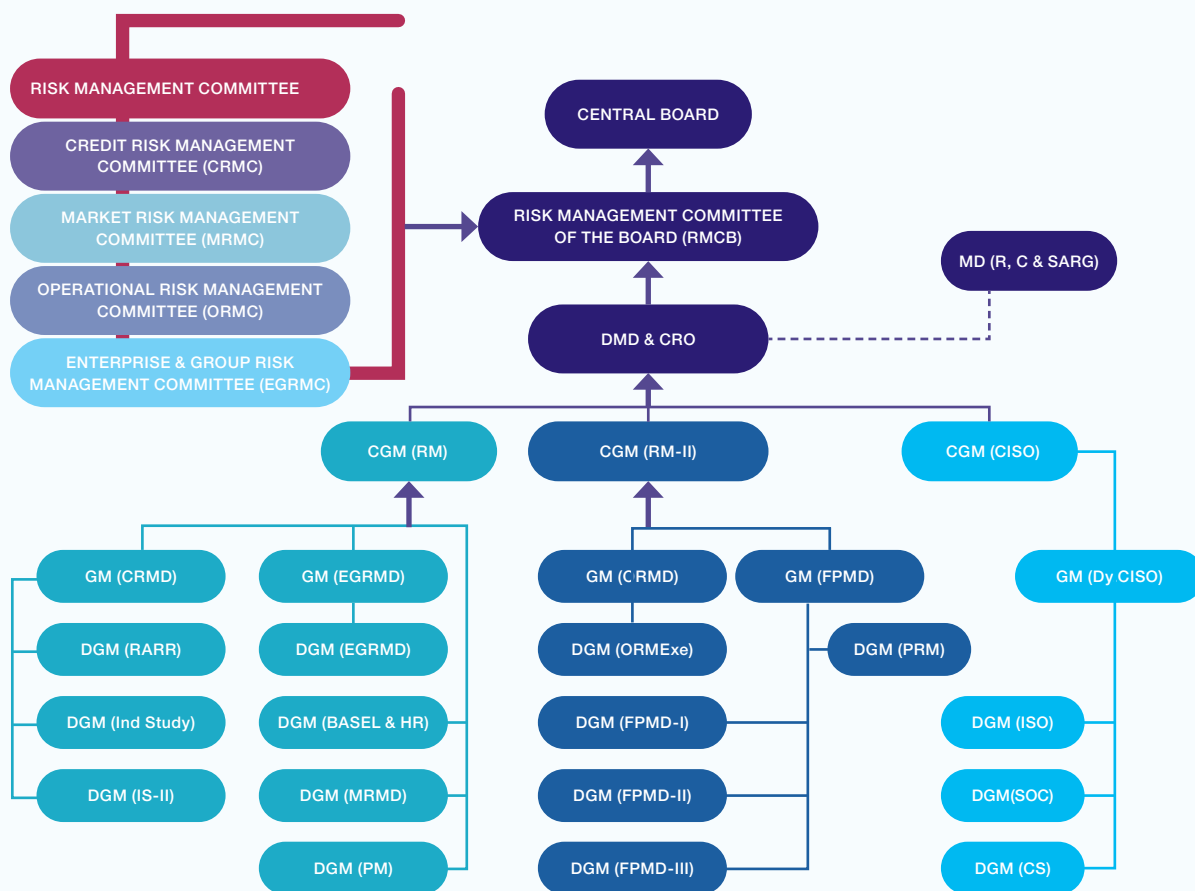 RISK MANAGEMENT COMMITTEE
CREDIT RISK MANAGEMENT
COMMITTEE (CRMC)
MARKET RISK MANAGEMENT
COMMITTEE (MRMC)
OPERATIONAL RISK MANAGEMENT
COMMITTEE (ORMC)
ENTERPRISE & GROUP RISK
MANAGEMENT COMMITTEE (EGRMC)
CENTRAL BOARD
RISK MANAGEMENT COMMITTEE
OF THE BOARD (RMCB)
MD (R, C & SARG)
DMD & CRO
CGM (RM)
CGM (RM-II)
CGM (CISO)
GM (CRMD)
GM (EGRMD)
GM (ORMD)
GM (FPMD)
GM (Dy CISO)
DGM (RARR)
DGM (EGRMD)
DGM (ORMExe)
DGM (PRM)
DGM (Ind Study)
DGM (BASEL & HR)
DGM (FPMD-I)
DGM (ISO)
DGM (IS-II)
DGM (MRMD)
DGM (FPMD-II)
DGM(SOC)
DGM (PM)
DGM (FPMD-III)
DGM (CS)